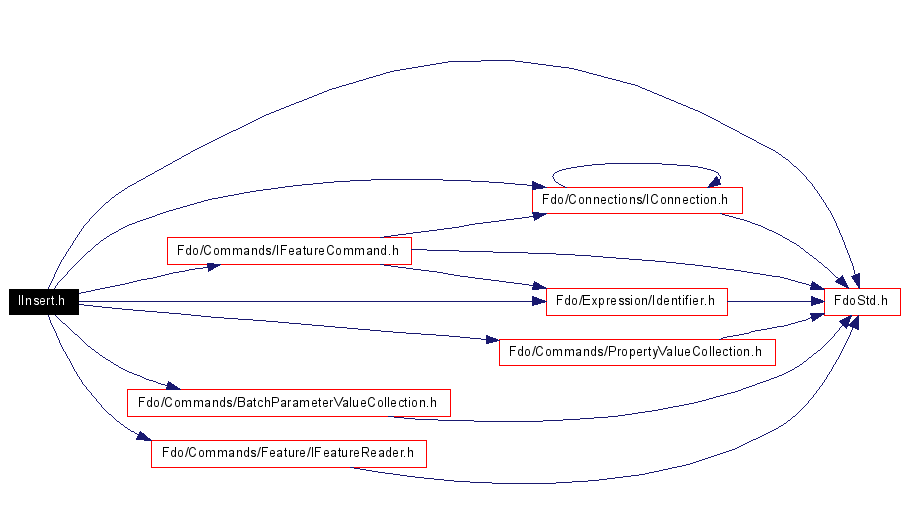 Fdo/Connections/IConnection.h
Fdo/Commands/IFeatureCommand.h
IInsert.h
Fdo/Expression/Identifier.h
FdoStd.h
Fdo/Commands/PropertyValueCollection.h
Fdo/Commands/BatchParameterValueCollection.h
Fdo/Commands/Feature/IFeatureReader.h